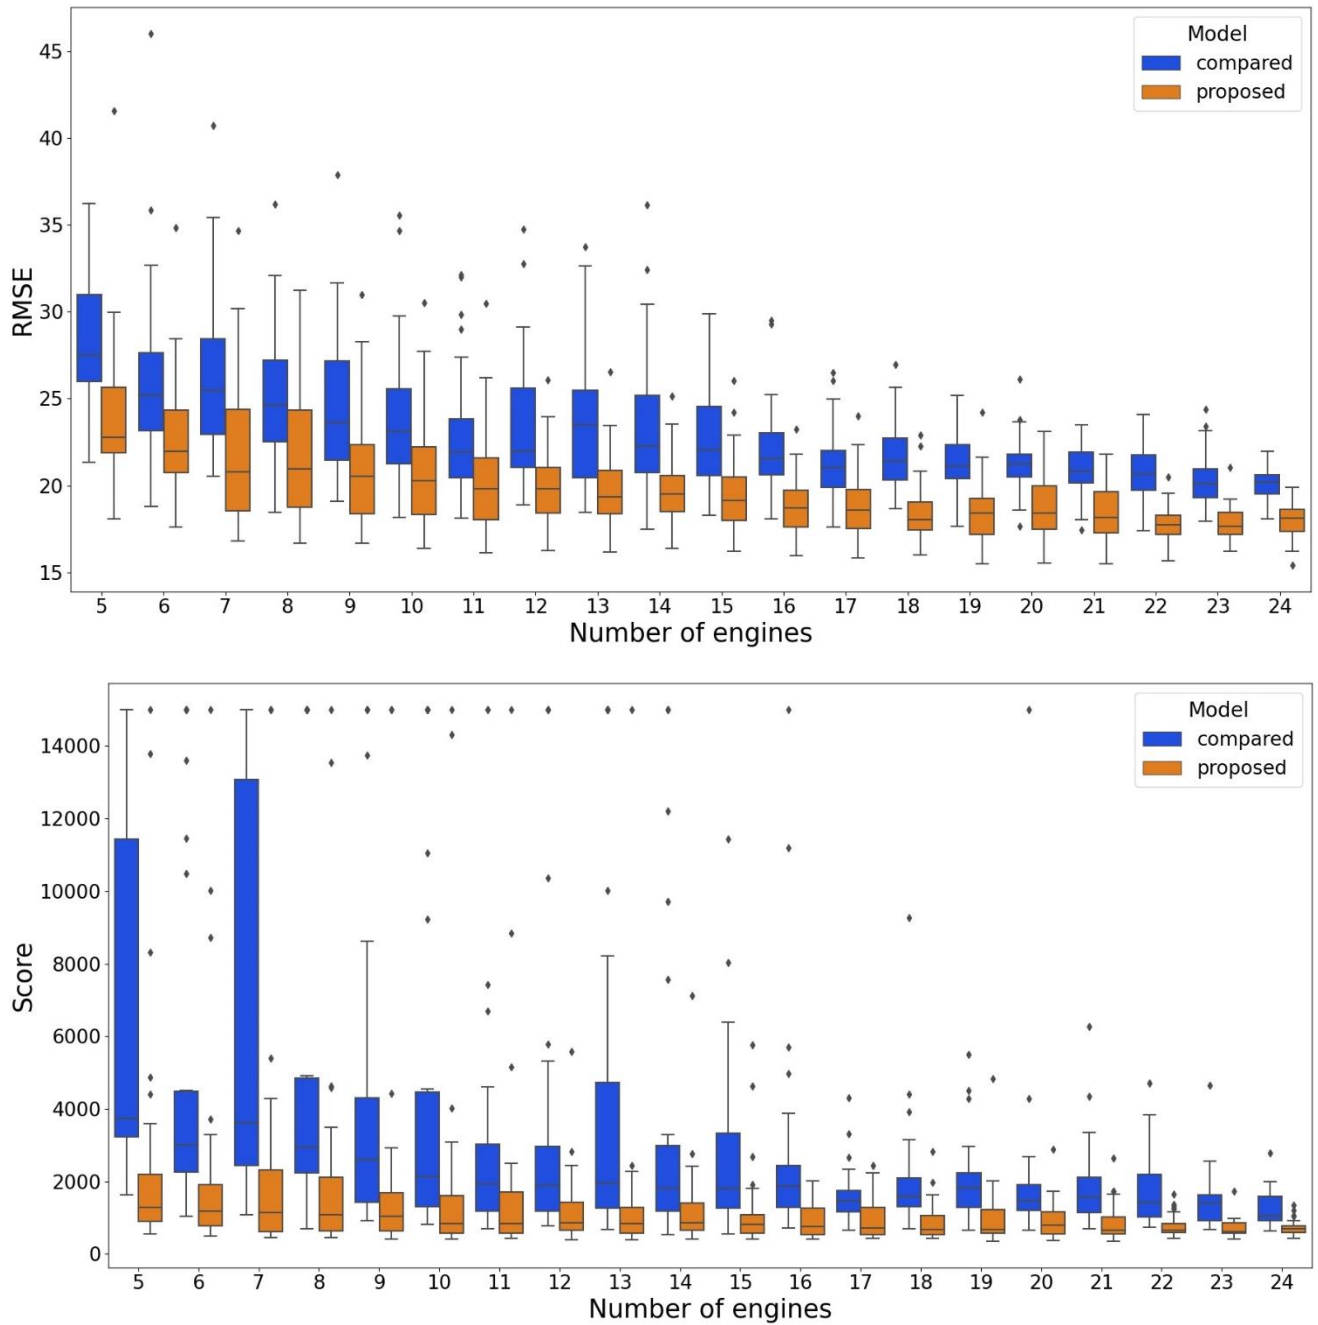 Model
compared
proposed
45
40
35
30
25
20
15
RMSE
5 6 7 8 9 10 11 12 13 14 15 16 17 18 19 20 21 22 23 24
Number of engines
Model
compared
proposed
14000
12000
10000
8000
6000
4000
2000
0
Score
5 6 7 8 9 10 11 12 13 14 15 16 17 18 19 20 21 22 23 24
Number of engines